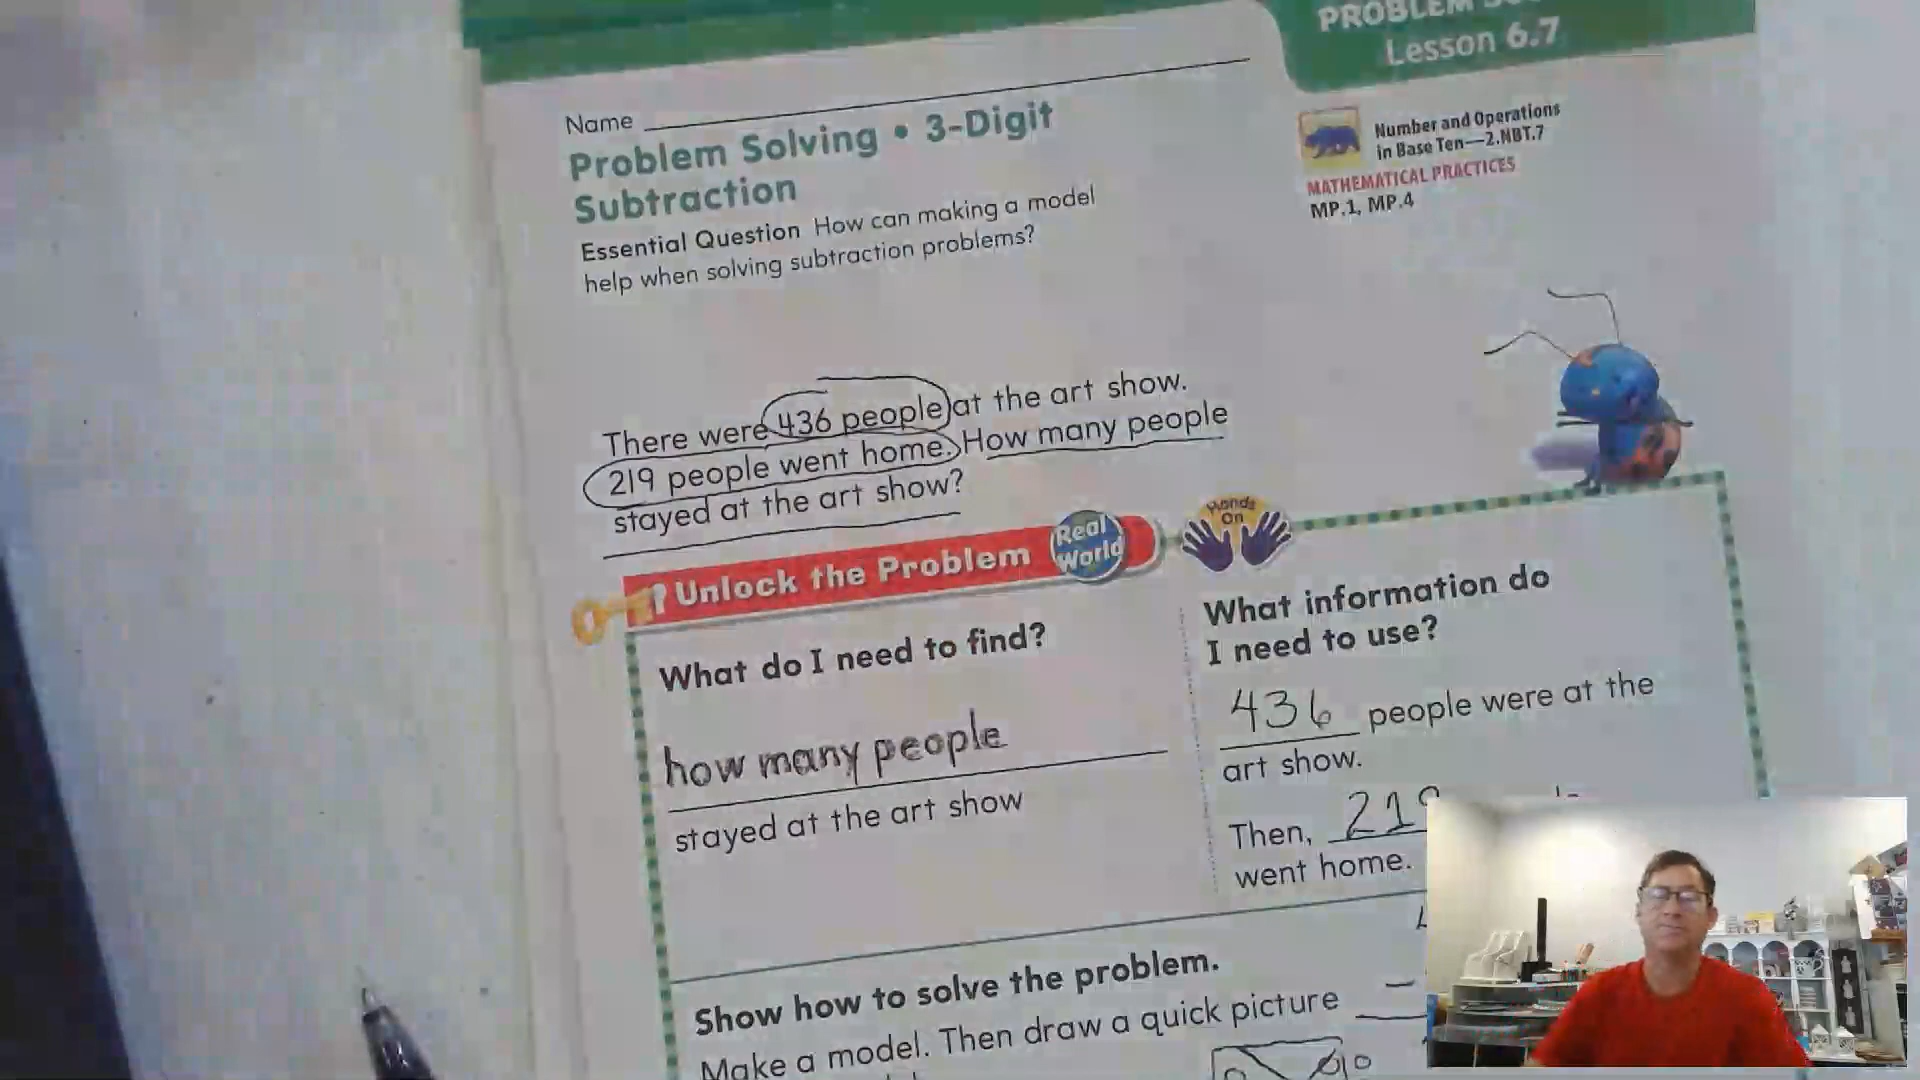 Lesson 6.7
Name
Problem Solving • 3-Digit
Subtraction
Essential Question How can making a model
help when solving subtraction problems?
Number and Operations
in Base Ten—2.NBT.7
MATHEMATICAL PRACTICES
MP.1, MP.4
There were 436 people at the art show.
219 people went home. How many people
stayed at the art show?
Unlock the Problem
Real
World
Hands
On
What do I need to find?
how many people
stayed at the art show
What information do
I need to use?
436 people were at the
art show.
Then, 219
went home.
Show how to solve the problem.
Make a model. Then draw a quick picture